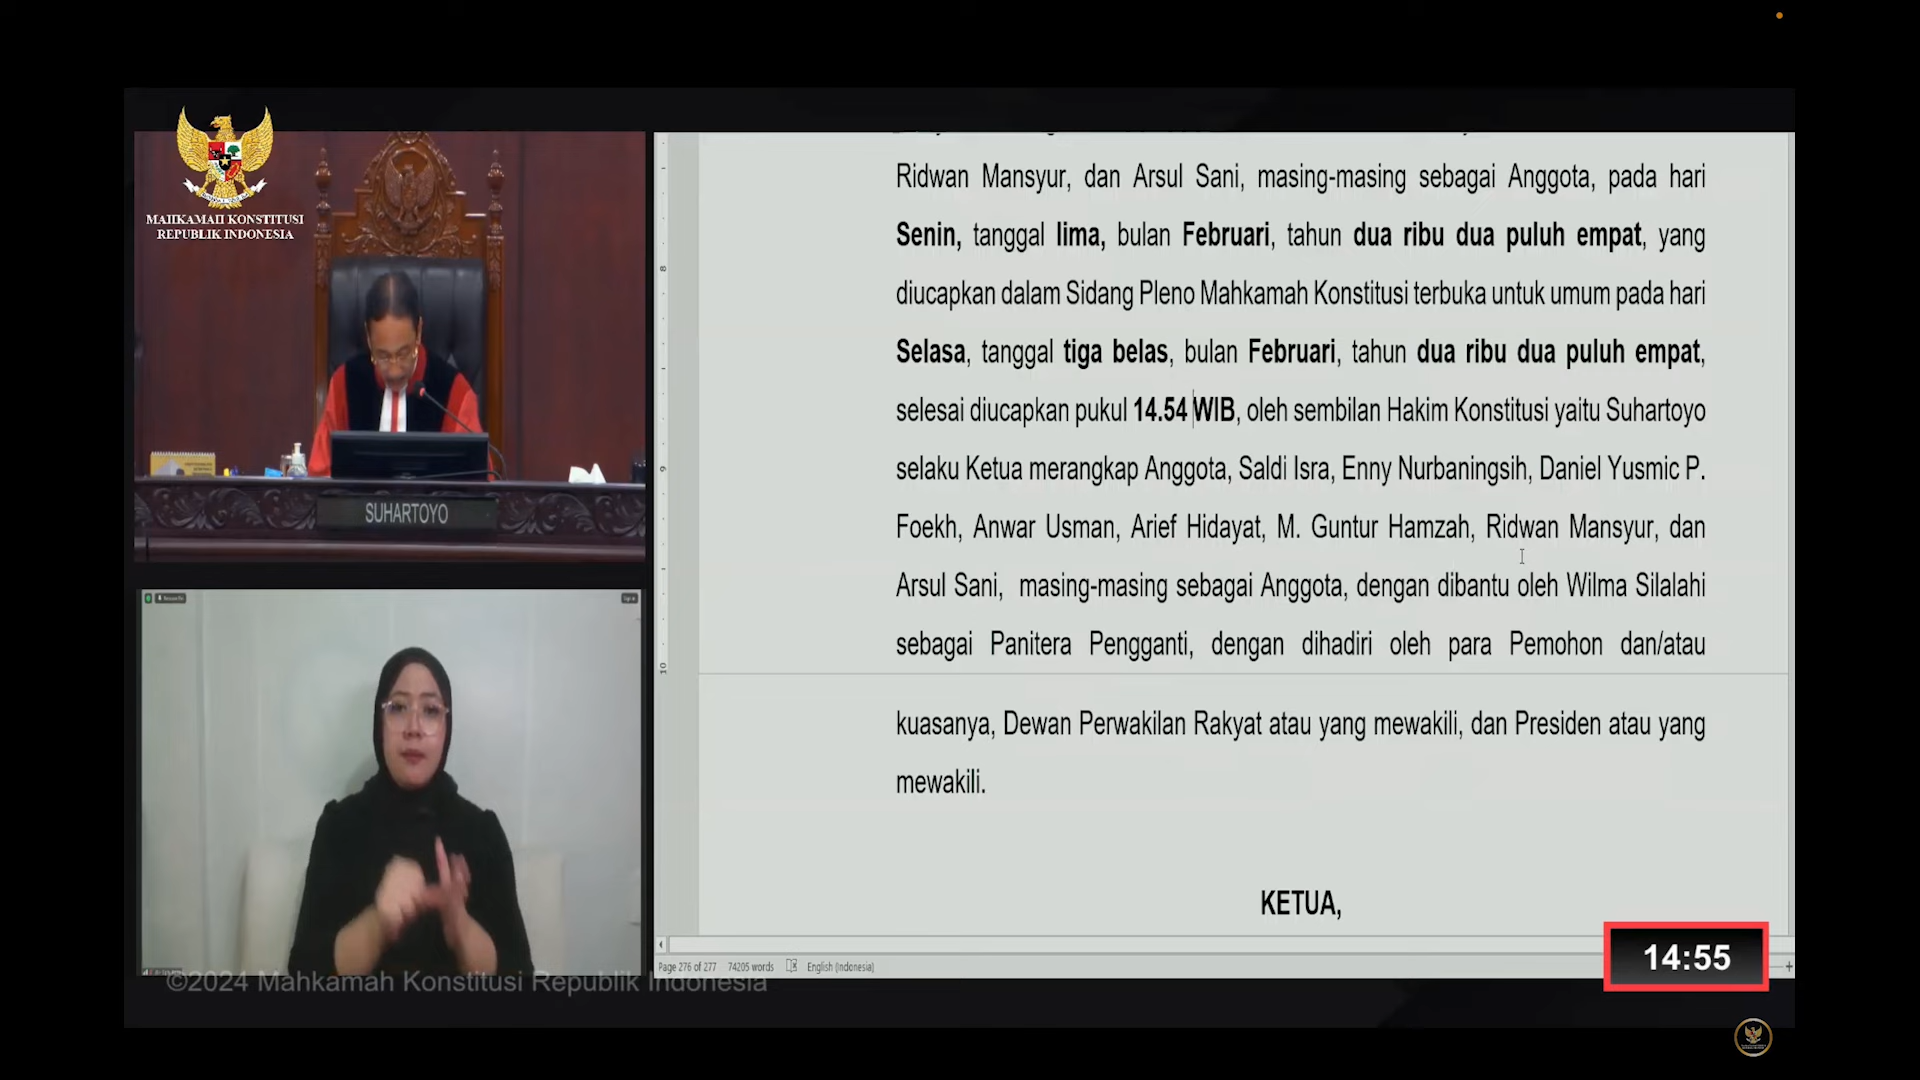 MAHKAMAH KONSTITUSI
REPUBLIK INDONESIA
SUHARTOYO
Ridwan Mansyur, dan Arsul Sani, masing-masing sebagai Anggota, pada hari
Senin, tanggal lima, bulan Februari, tahun dua ribu dua puluh empat, yang
diucapkan dalam Sidang Pleno Mahkamah Konstitusi terbuka untuk umum pada hari
Selasa, tanggal tiga belas, bulan Februari, tahun dua ribu dua puluh empat,
selesai diucapkan pukul 14.54 WIB, oleh sembilan Hakim Konstitusi yaitu Suhartoyo
selaku Ketua merangkap Anggota, Saldi Isra, Enny Nurbaningsih, Daniel Yusmic P.
Foekh, Anwar Usman, Arief Hidayat, M. Guntur Hamzah, Ridwan Mansyur, dan
Arsul Sani, masing-masing sebagai Anggota, dengan dibantu oleh Wilma Silalahi
sebagai Panitera Pengganti, dengan dihadiri oleh para Pemohon dan/atau
kuasanya, Dewan Perwakilan Rakyat atau yang mewakili, dan Presiden atau yang
mewakili.
KETUA,
8
9
10
Page 276 of 277 74205 words English (Indonesia)
14:55
©2024 Mahkamah Konstitusi Republik Indonesia